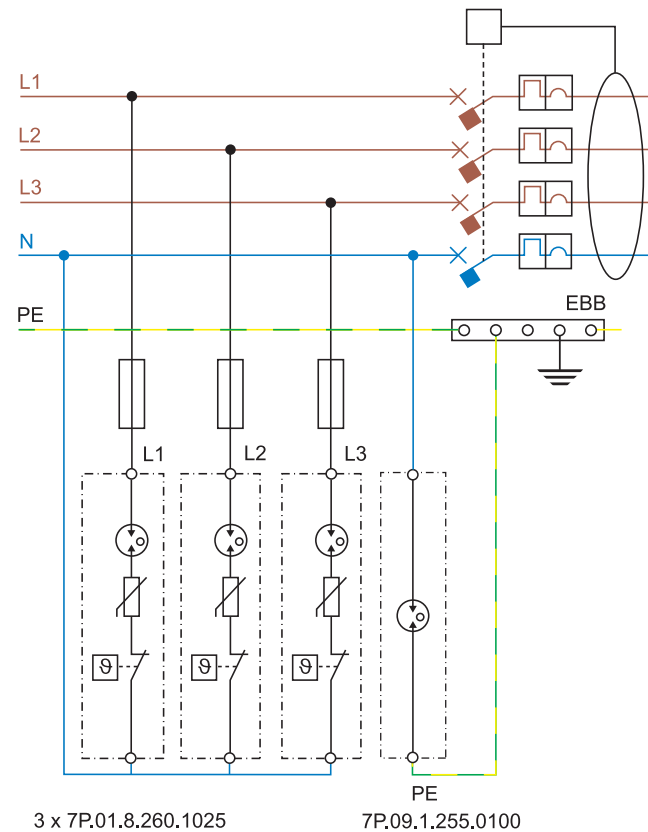 L1
L2
L3
N
PE
EBB
L1
L2
L3
ϑ
ϑ
ϑ
PE
3 x 7P.01.8.260.1025
7P.09.1.255.0100